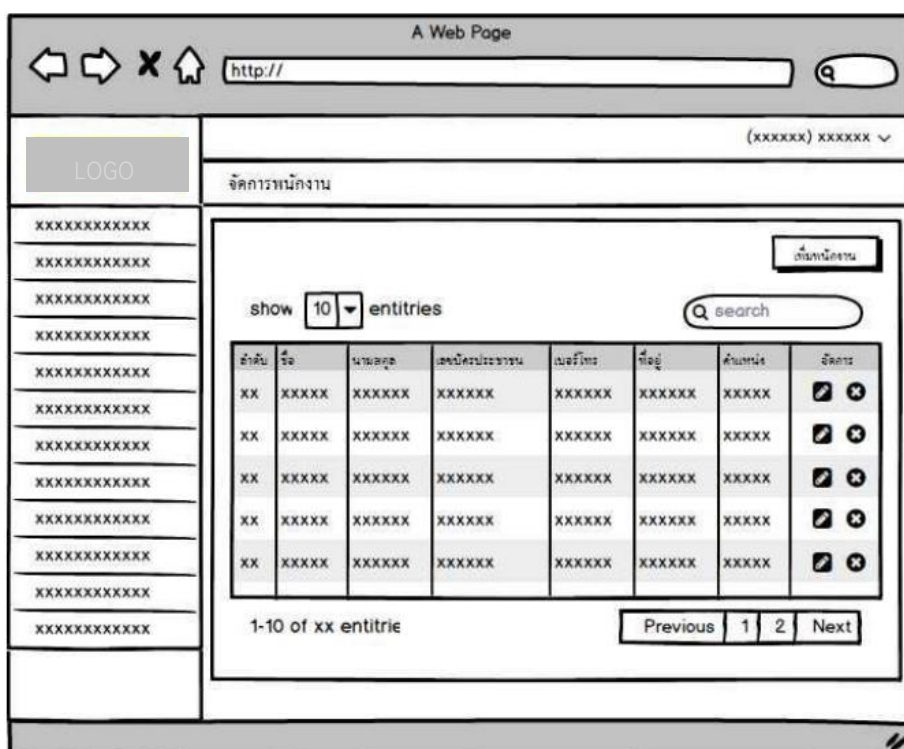 A Web Page
http://
(xxxxxx) xxxxxx
LOGO
จัดการพนักงาน
xxxxxxxxxxxx
xxxxxxxxxxxx
xxxxxxxxxxxx
xxxxxxxxxxxx
xxxxxxxxxxxx
xxxxxxxxxxxx
xxxxxxxxxxxx
xxxxxxxxxxxx
xxxxxxxxxxxx
xxxxxxxxxxxx
xxxxxxxxxxxx
xxxxxxxxxxxx
เพิ่มพนักงาน
show 10 entitries
search
ลำดับ ชื่อ นามสกุล เลขบัตรประชาชน เบอร์โทร ที่อยู่ ตำแหน่ง จัดการ
xx xxxxx xxxxxx xxxxxx xxxxxx xxxxxx xxxxx
xx xxxxx xxxxxx xxxxxx xxxxxx xxxxxx xxxxx
xx xxxxx xxxxxx xxxxxx xxxxxx xxxxxx xxxxx
xx xxxxx xxxxxx xxxxxx xxxxxx xxxxxx xxxxx
xx xxxxx xxxxxx xxxxxx xxxxxx xxxxxx xxxxx
1-10 of xx entitrie
Previous 1 2 Next